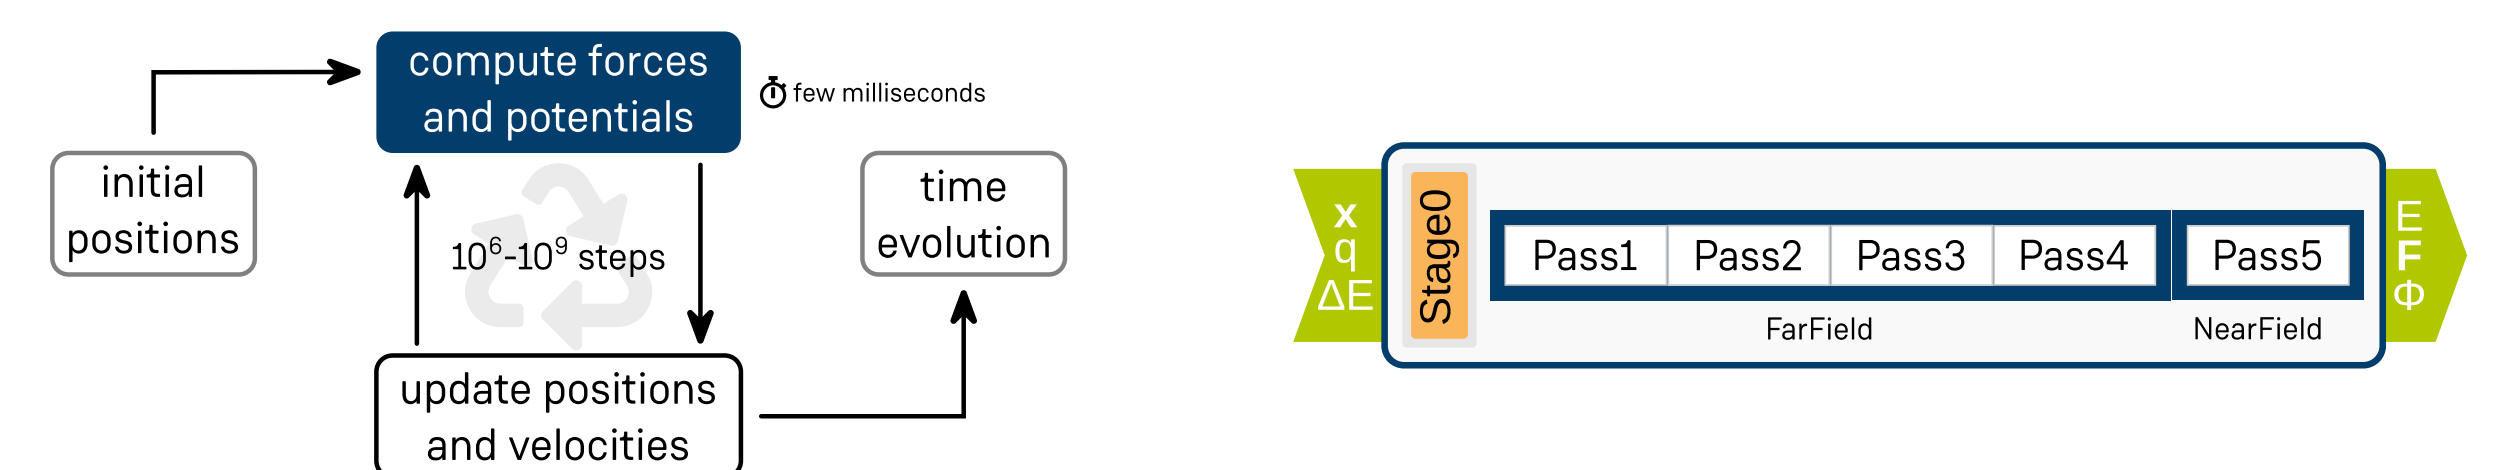 initial
positions
compute forces
and potentials
few milliseconds
10⁶-10⁹ steps
update positions
and velocities
time
evolution
x
q
ΔE
Stage0
Pass1
Pass2
Pass3
Pass4
Pass5
FarField
NearField
E
F
Φ